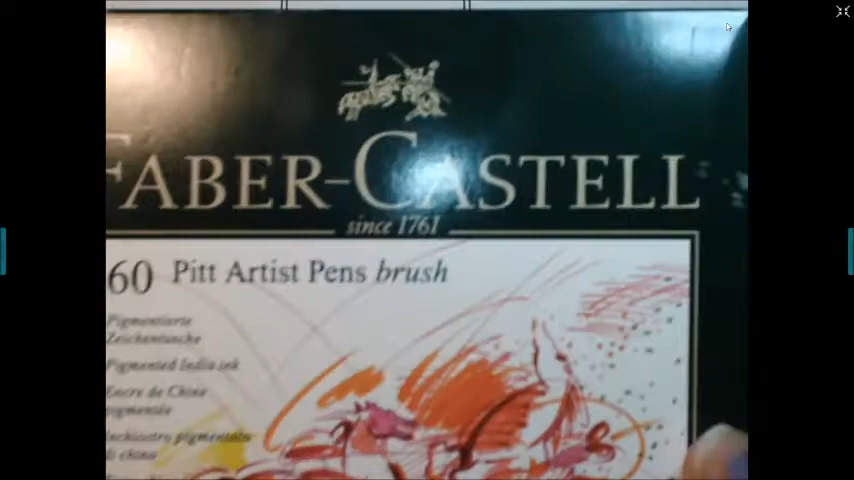 FABER-CASTELL
since 1761
60 Pitt Artist Pens brush
Pigmentierte
Zeichentusche
Pigmented India ink
Encre de Chine
pigmentée
Inchiostro pigmentato
di china